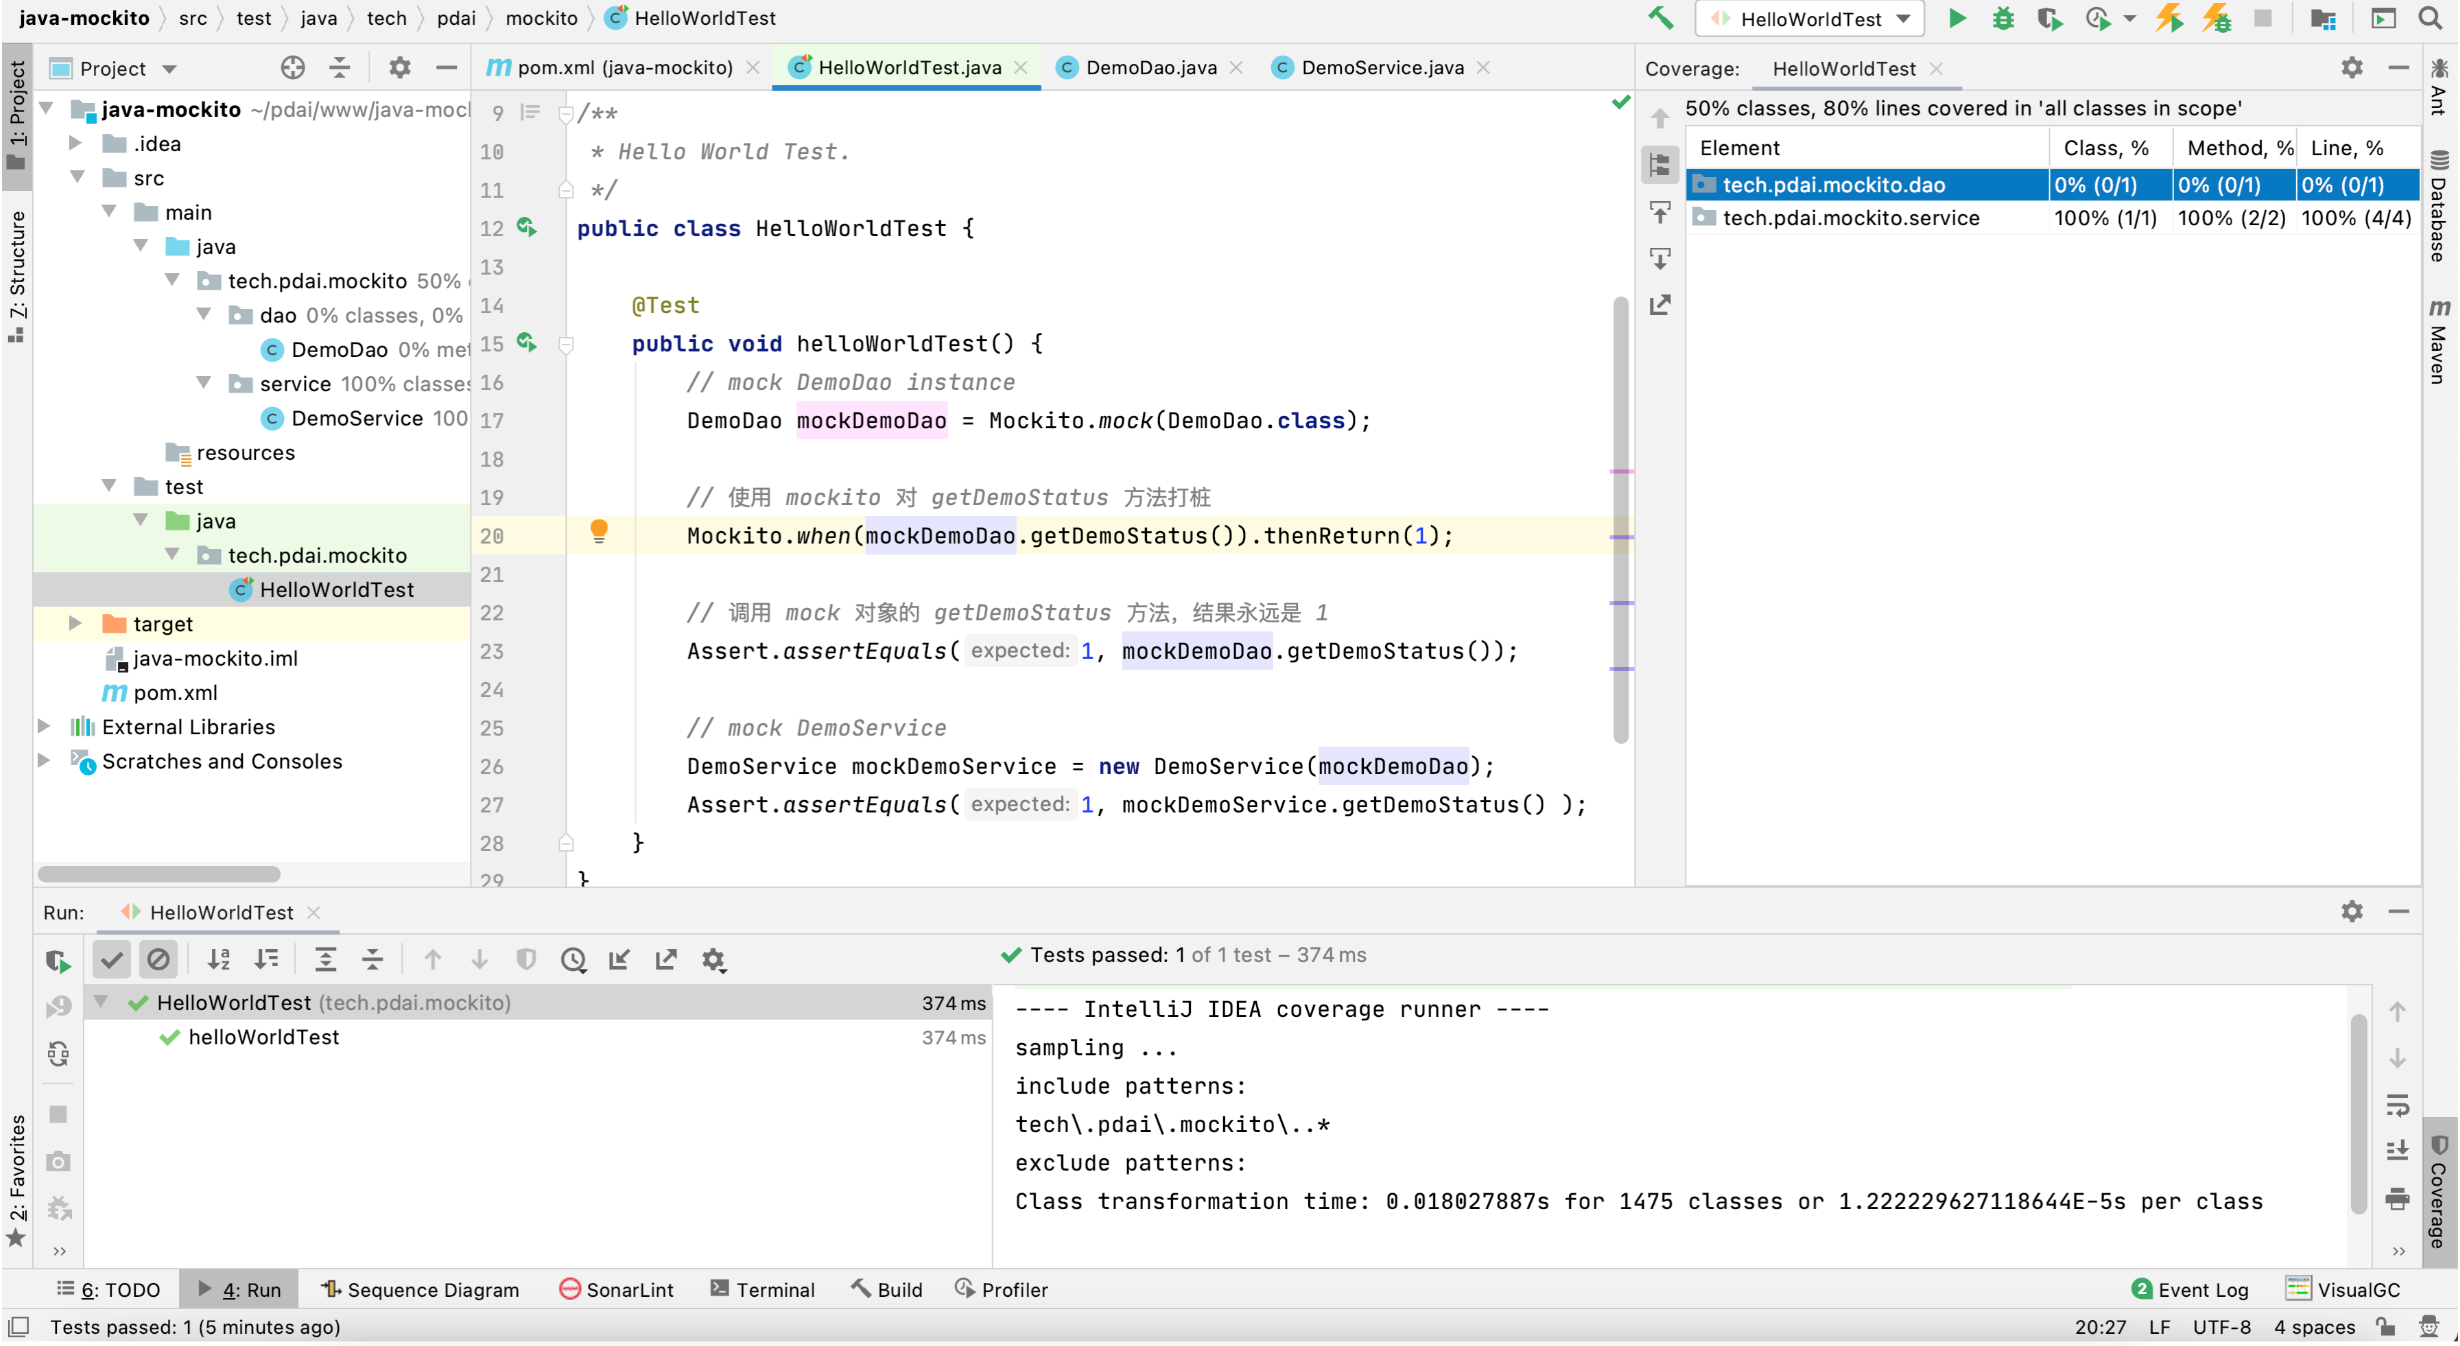 java-mockito src test java tech pdai mockito HelloWorldTest
HelloWorldTest
1: Project
7: Structure
2: Favorites
Project
java-mockito ~/pdai/www/java-moc
.idea
src
main
java
tech.pdai.mockito 50%
dao 0% classes, 0%
DemoDao 0% met
service 100% classes
DemoService 100
resources
test
java
tech.pdai.mockito
HelloWorldTest
target
java-mockito.iml
pom.xml
External Libraries
Scratches and Consoles
pom.xml (java-mockito) HelloWorldTest.java DemoDao.java DemoService.java
9 /**
10 * Hello World Test.
11 */
12 public class HelloWorldTest {
13
14 @Test
15 public void helloWorldTest() {
16 // mock DemoDao instance
17 DemoDao mockDemoDao = Mockito.mock(DemoDao.class);
18
19 // 使用 mockito 对 getDemoStatus 方法打桩
20 Mockito.when(mockDemoDao.getDemoStatus()).thenReturn(1);
21
22 // 调用 mock 对象的 getDemoStatus 方法，结果永远是 1
23 Assert.assertEquals( expected: 1, mockDemoDao.getDemoStatus());
24
25 // mock DemoService
26 DemoService mockDemoService = new DemoService(mockDemoDao);
27 Assert.assertEquals( expected: 1, mockDemoService.getDemoStatus() );
28 }
29 }
Coverage: HelloWorldTest
50% classes, 80% lines covered in 'all classes in scope'
Element Class, % Method, % Line, %
tech.pdai.mockito.dao 0% (0/1) 0% (0/1) 0% (0/1)
tech.pdai.mockito.service 100% (1/1) 100% (2/2) 100% (4/4)
Ant
Database
Maven
Coverage
Run: HelloWorldTest
Tests passed: 1 of 1 test – 374 ms
HelloWorldTest (tech.pdai.mockito) 374 ms
helloWorldTest 374 ms
---- IntelliJ IDEA coverage runner ----
sampling ...
include patterns:
tech\.pdai\.mockito\..*
exclude patterns:
Class transformation time: 0.018027887s for 1475 classes or 1.222229627118644E-5s per class
6: TODO 4: Run Sequence Diagram SonarLint Terminal Build Profiler 2 Event Log VisualGC
Tests passed: 1 (5 minutes ago) 20:27 LF UTF-8 4 spaces